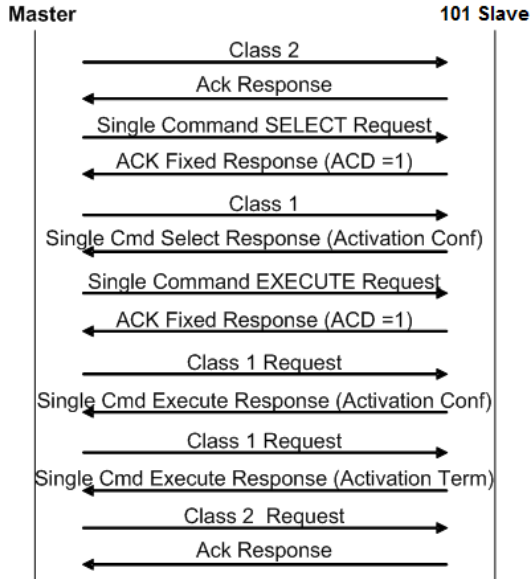 Master 101 Slave
Class 2
Ack Response
Single Command SELECT Request
ACK Fixed Response (ACD =1)
Class 1
Single Cmd Select Response (Activation Conf)
Single Command EXECUTE Request
ACK Fixed Response (ACD =1)
Class 1 Request
Single Cmd Execute Response (Activation Conf)
Class 1 Request
Single Cmd Execute Response (Activation Term)
Class 2 Request
Ack Response